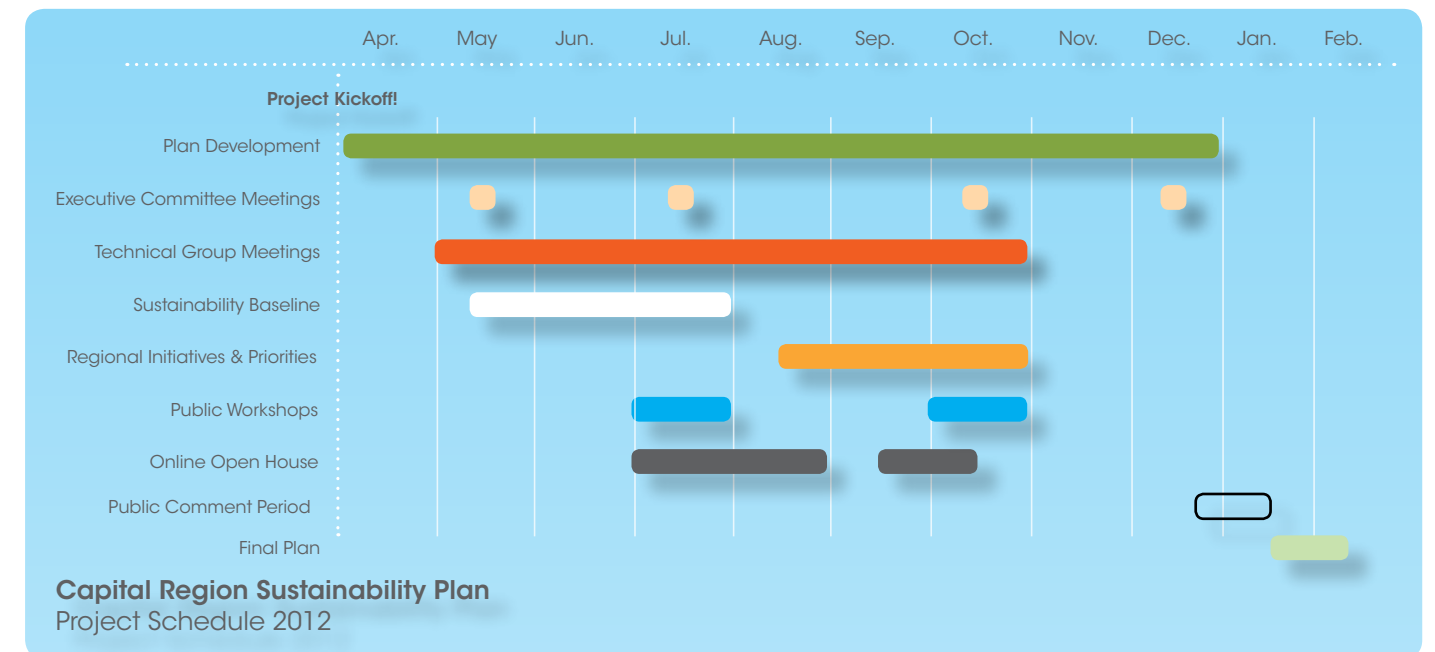 Apr. May Jun. Jul. Aug. Sep. Oct. Nov. Dec. Jan. Feb.
Project Kickoff!
Plan Development
Executive Committee Meetings
Technical Group Meetings
Sustainability Baseline
Regional Initiatives & Priorities
Public Workshops
Online Open House
Public Comment Period
Final Plan
Capital Region Sustainability Plan
Project Schedule 2012